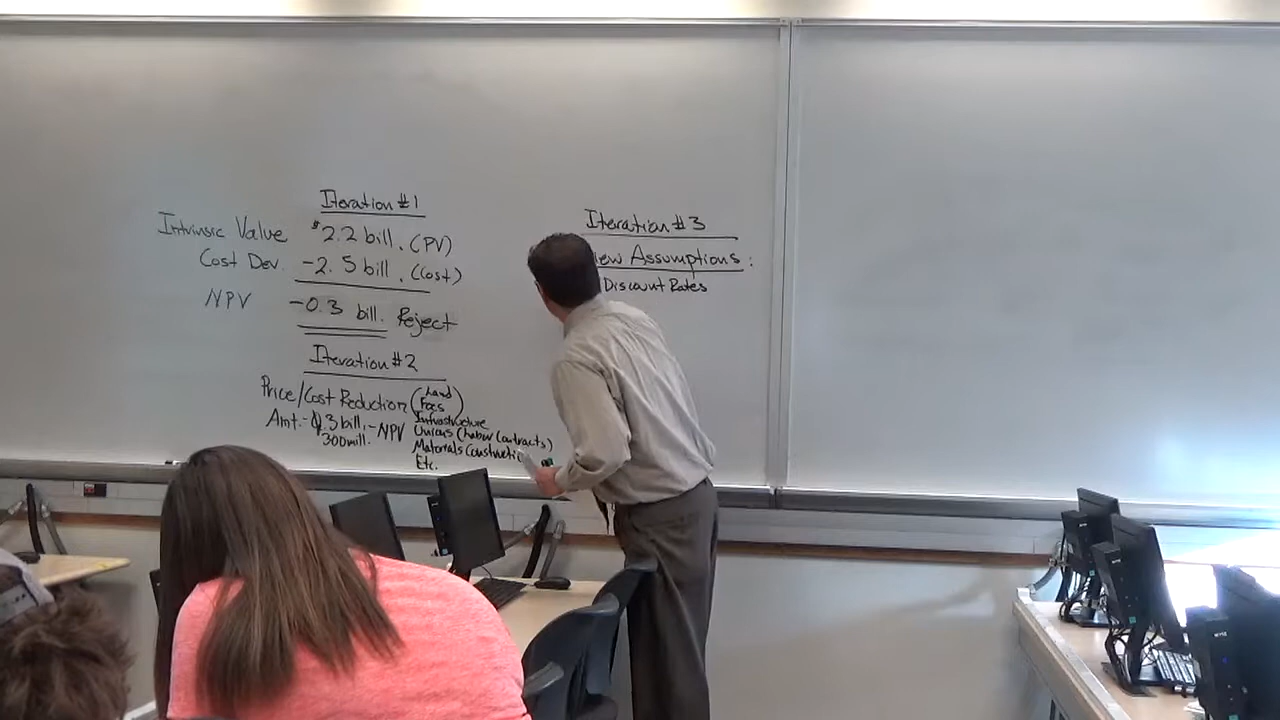 Iteration #1
Intrinsic Value $2.2 bill. (PV)
Cost Dev. -2.5 bill. (Cost)
NPV -0.3 bill. Reject
Iteration #2
Price/Cost Reduction (Land
Fees)
Infrastructure
Amt.- .3 bill. - NPV Unions (Labor Contracts)
300 mill. Materials Constructi
Etc.
Iteration #3
New Assumptions:
Discount Rates